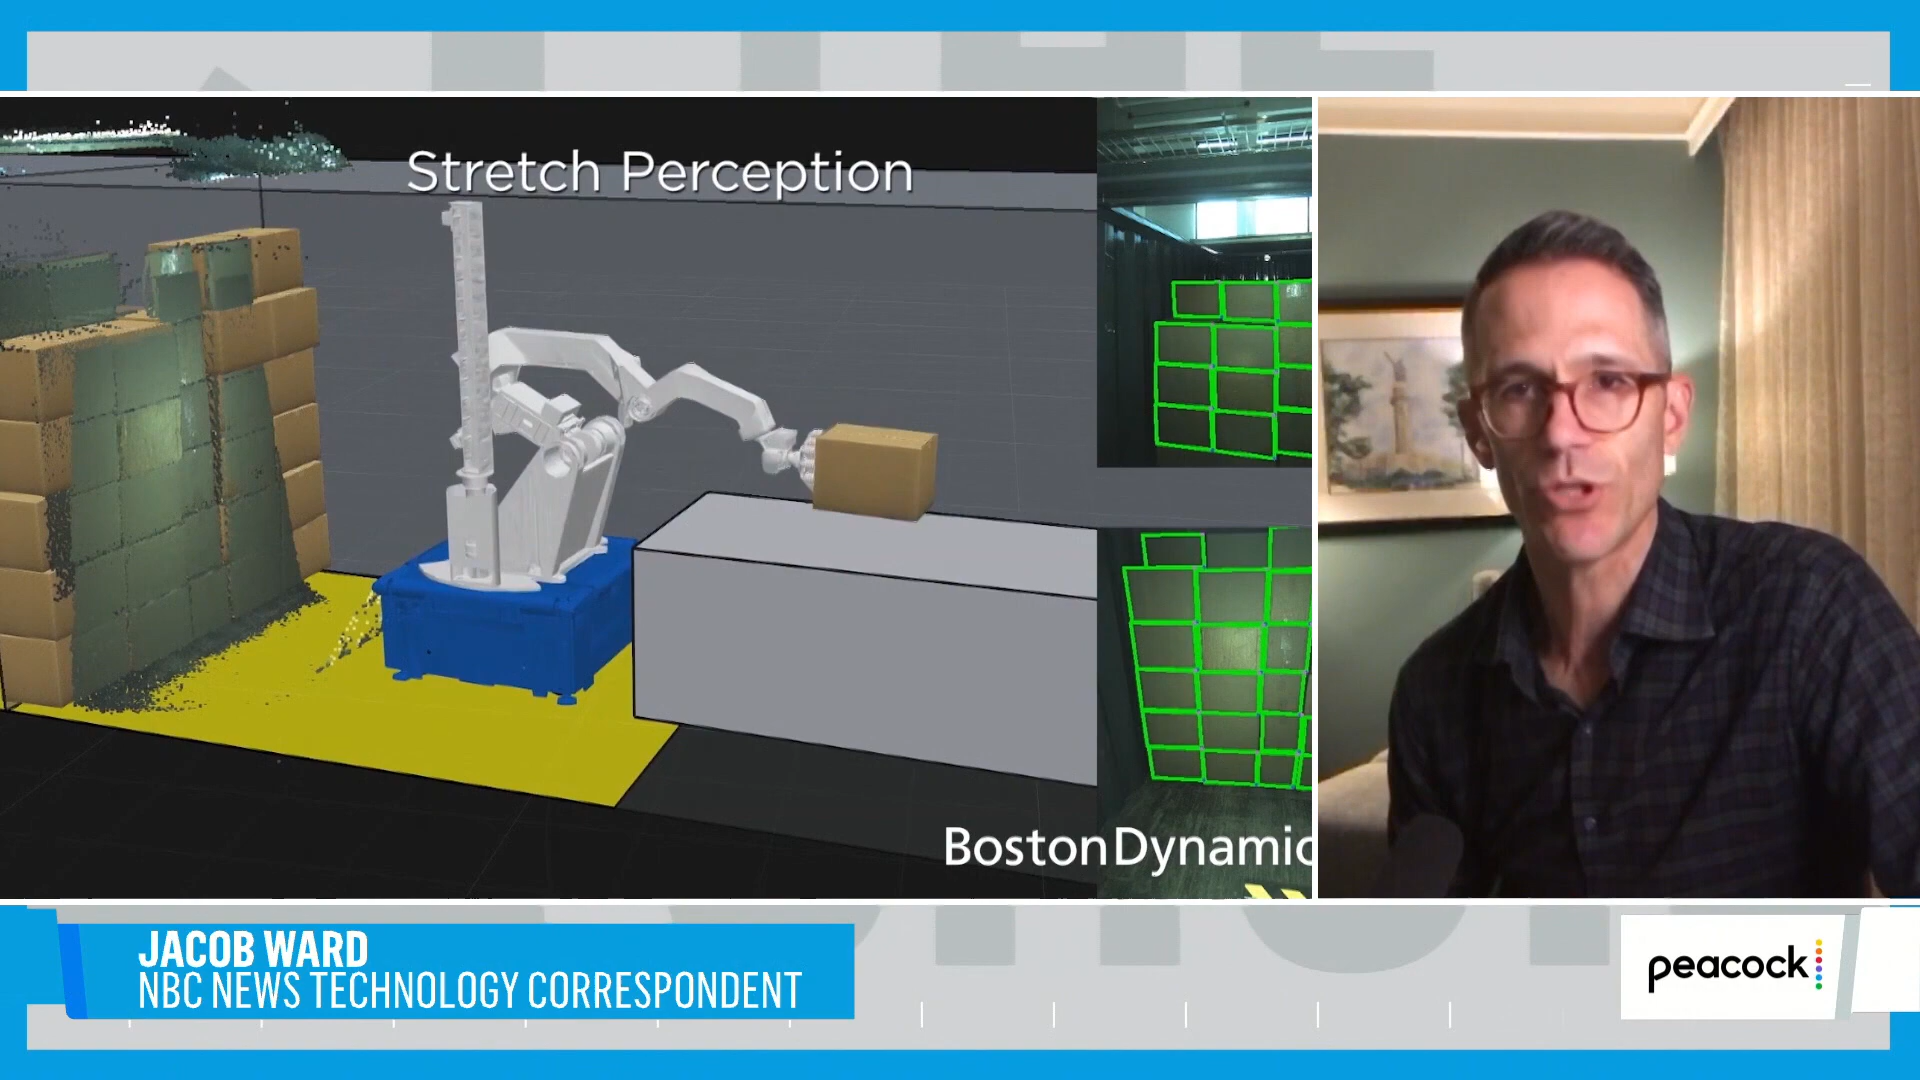 Stretch Perception
BostonDynamic
JACOB WARD
NBC NEWS TECHNOLOGY CORRESPONDENT
peacock